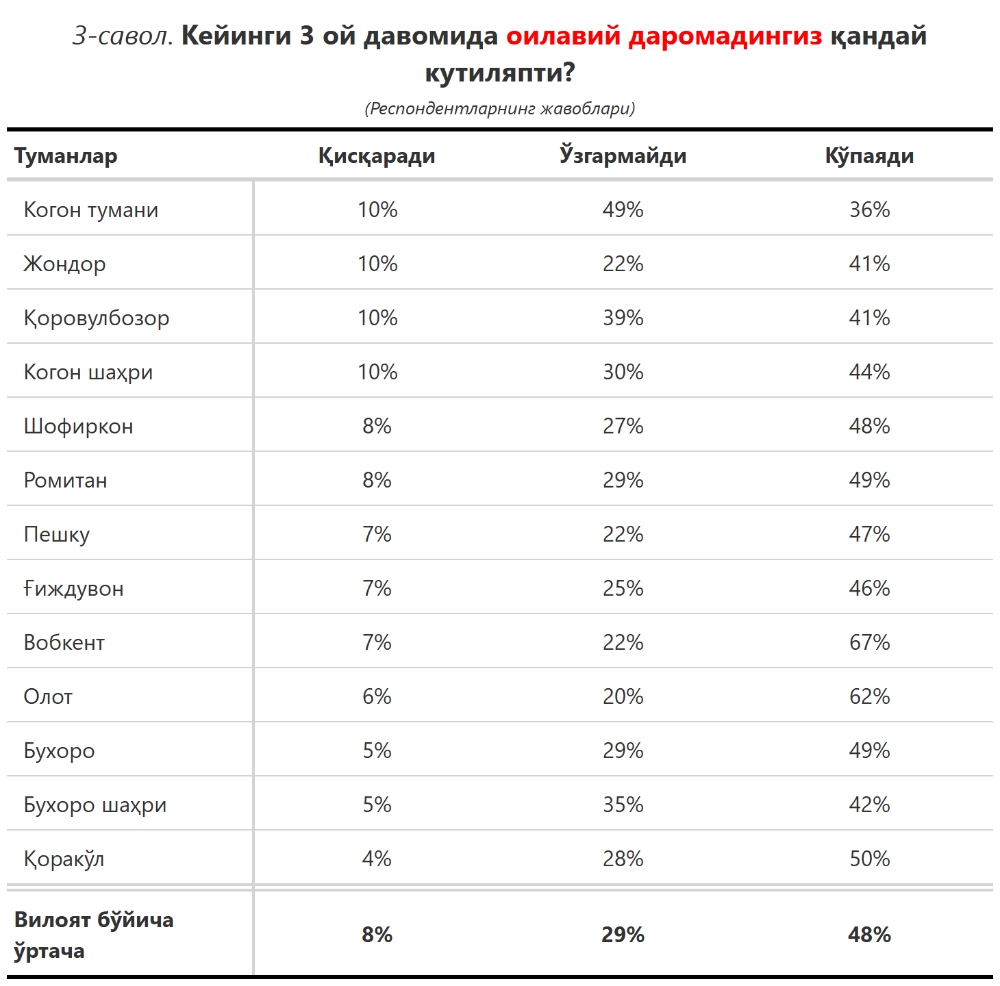 3-савол. Кейинги 3 ой давомида оилавий даромадингиз қандай
кутиляпти?
(Респондентларнинг жавоблари)
Туманлар Қисқаради Ўзгармайди Кўпаяди
Когон тумани 10% 49% 36%
Жондор 10% 22% 41%
Қоровулбозор 10% 39% 41%
Когон шаҳри 10% 30% 44%
Шофиркон 8% 27% 48%
Ромитан 8% 29% 49%
Пешку 7% 22% 47%
Ғиждувон 7% 25% 46%
Вобкент 7% 22% 67%
Олот 6% 20% 62%
Бухоро 5% 29% 49%
Бухоро шаҳри 5% 35% 42%
Қоракўл 4% 28% 50%
Вилоят бўйича
ўртача 8% 29% 48%